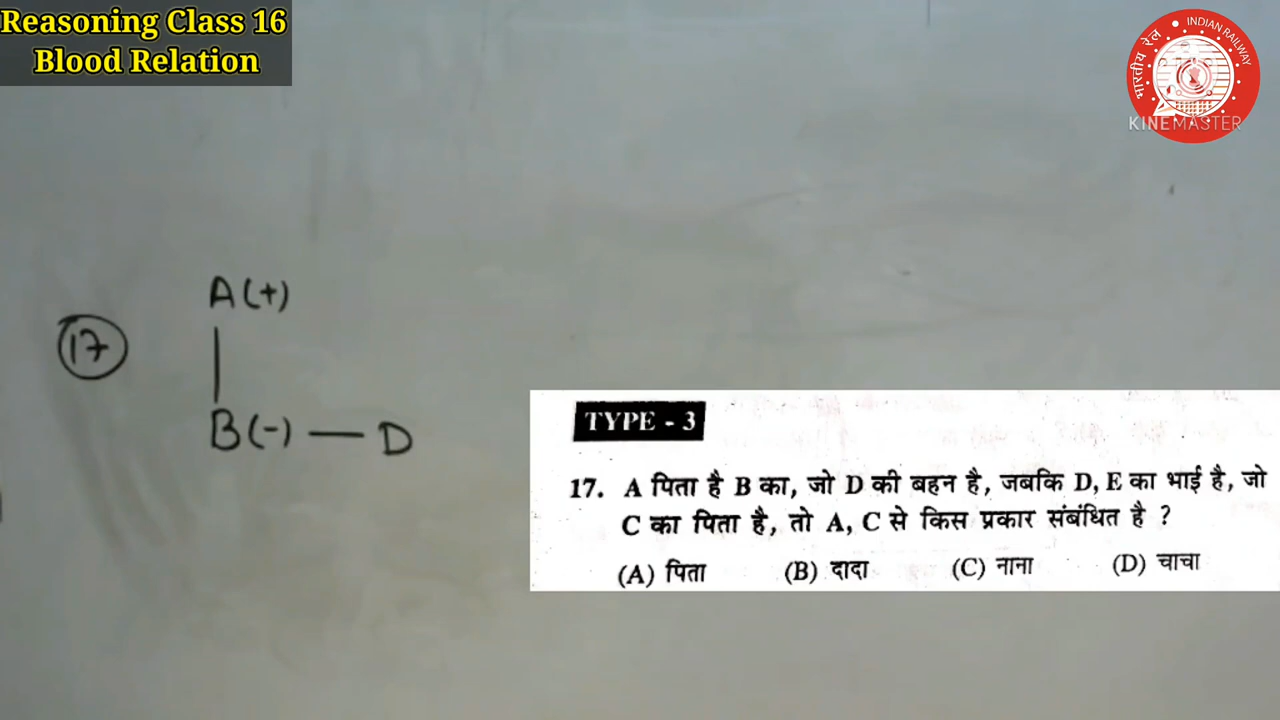 Reasoning Class 16
Blood Relation
भारतीय रेल • INDIAN RAILWAY
KINEMASTER
17
A(+)
B(-) — D
TYPE - 3
17. A पिता है B का, जो D की बहन है, जबकि D, E का भाई है, जो
C का पिता है, तो A, C से किस प्रकार संबंधित है ?
(A) पिता (B) दादा (C) नाना (D) चाचा